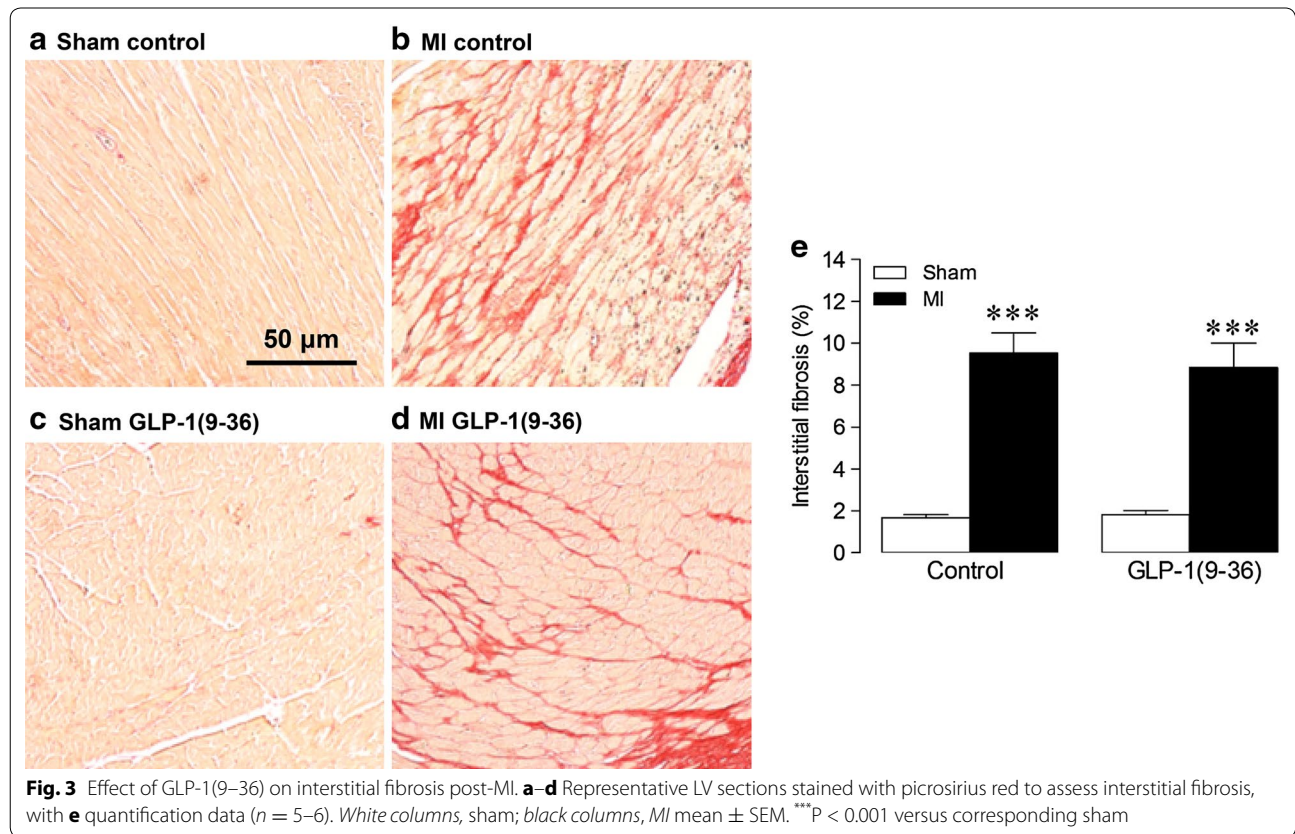 a Sham control
b MI control
50 µm
c Sham GLP-1(9-36)
d MI GLP-1(9-36)
e
Interstitial fibrosis (%)
14
12
10
8
6
4
2
0
Sham
MI
***
***
Control
GLP-1(9-36)
Fig. 3 Effect of GLP-1(9–36) on interstitial fibrosis post-MI. a–d Representative LV sections stained with picrosirius red to assess interstitial fibrosis,
with e quantification data (n = 5–6). White columns, sham; black columns, MI mean ± SEM. ***P < 0.001 versus corresponding sham